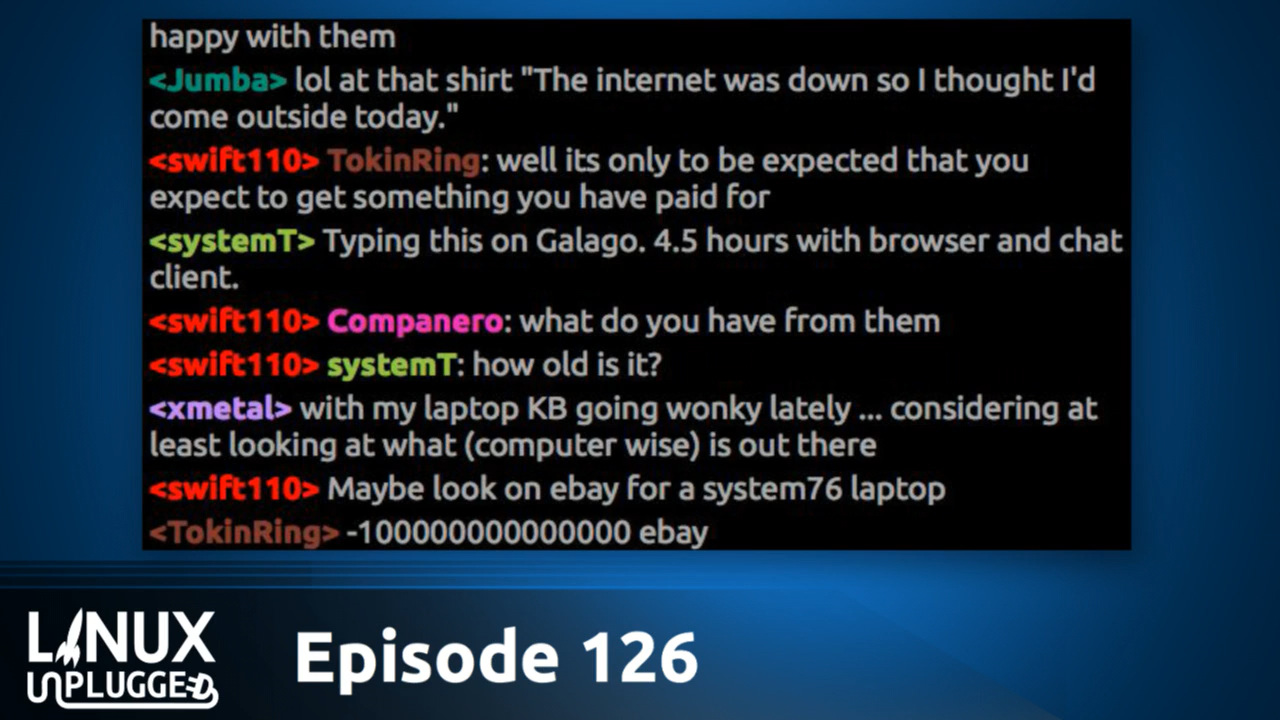 happy with them
<Jumba> lol at that shirt "The internet was down so I thought I'd
come outside today."
<swift110> TokinRing: well its only to be expected that you
expect to get something you have paid for
<systemT> Typing this on Galago. 4.5 hours with browser and chat
client.
<swift110> Companero: what do you have from them
<swift110> systemT: how old is it?
<xmetal> with my laptop KB going wonky lately ... considering at
least looking at what (computer wise) is out there
<swift110> Maybe look on ebay for a system76 laptop
<TokinRing> -100000000000000 ebay
LINUX
UNPLUGGED
Episode 126